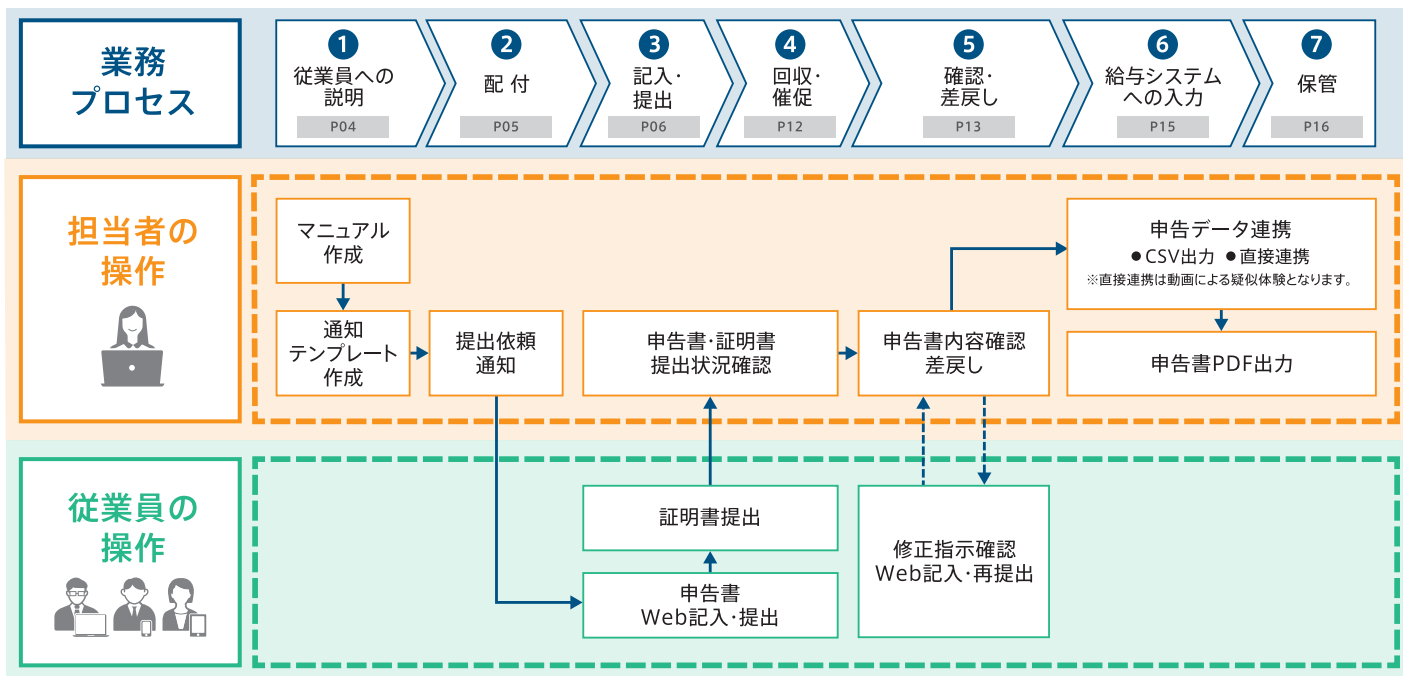 業務
プロセス
1
従業員への
説明
P04
2
配 付
P05
3
記入・
提出
P06
4
回収・
催促
P12
5
確認・
差戻し
P13
6
給与システム
への入力
P15
7
保管
P16
担当者の
操作
マニュアル
作成
通知
テンプレート
作成
提出依頼
通知
申告書・証明書
提出状況確認
申告書内容確認
差戻し
申告データ連携
●CSV出力 ●直接連携
※直接連携は動画による疑似体験となります。
申告書PDF出力
従業員の
操作
証明書提出
申告書
Web記入・提出
修正指示確認
Web記入・再提出